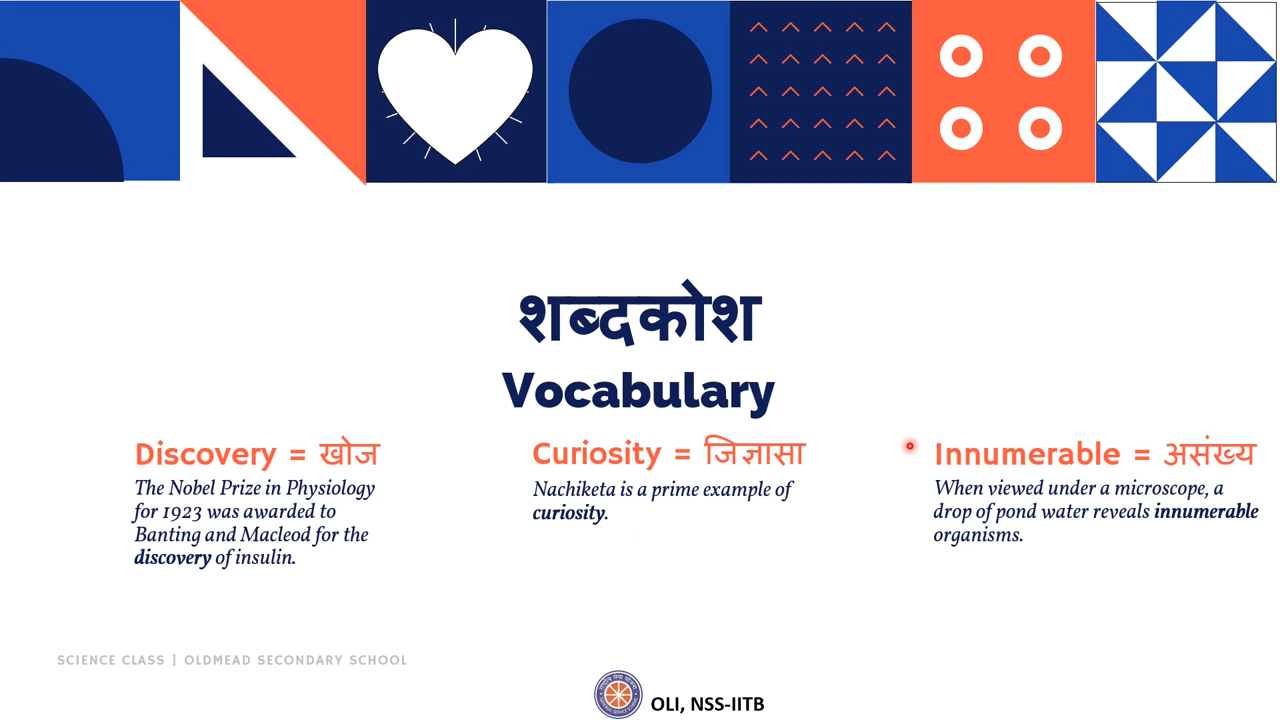 शब्दकोश
Vocabulary
Discovery = खोज
The Nobel Prize in Physiology
for 1923 was awarded to
Banting and Macleod for the
discovery of insulin.
Curiosity = जिज्ञासा
Nachiketa is a prime example of
curiosity.
Innumerable = असंख्य
When viewed under a microscope, a
drop of pond water reveals innumerable
organisms.
SCIENCE CLASS | OLDMEAD SECONDARY SCHOOL
OLI, NSS-IITB